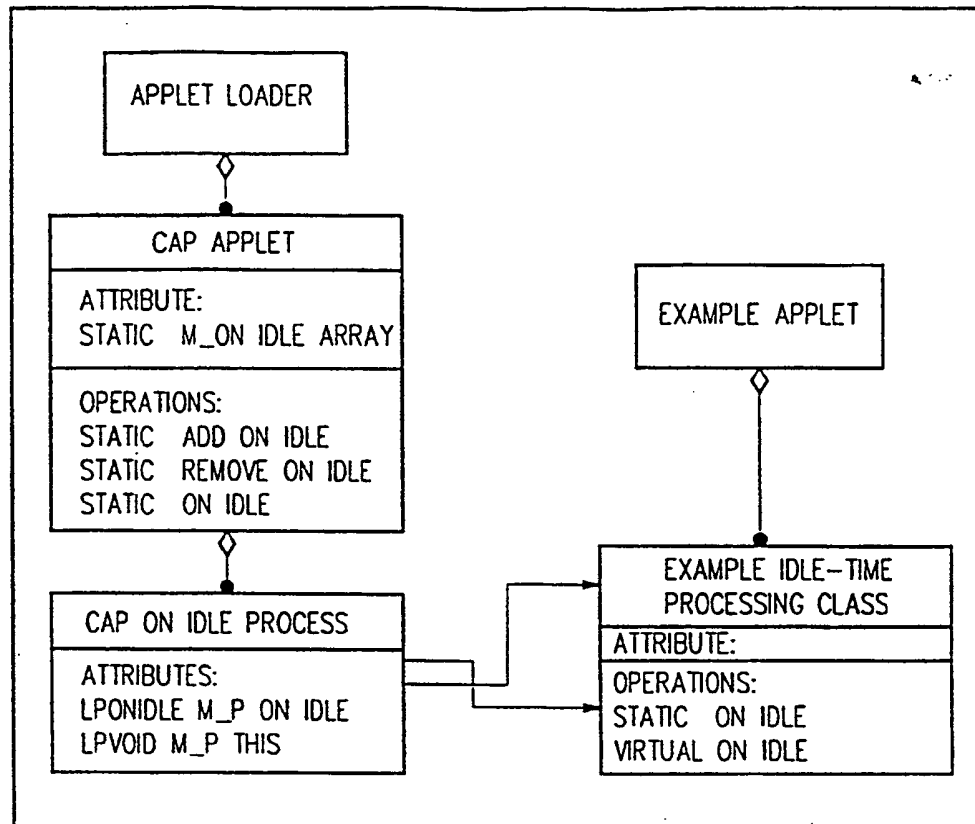 APPLET LOADER
CAP APPLET
ATTRIBUTE:
STATIC M_ON IDLE ARRAY
OPERATIONS:
STATIC ADD ON IDLE
STATIC REMOVE ON IDLE
STATIC ON IDLE
CAP ON IDLE PROCESS
ATTRIBUTES:
LPONIDLE M_P ON IDLE
LPVOID M_P THIS
EXAMPLE APPLET
EXAMPLE IDLE-TIME
PROCESSING CLASS
ATTRIBUTE:
OPERATIONS:
STATIC ON IDLE
VIRTUAL ON IDLE